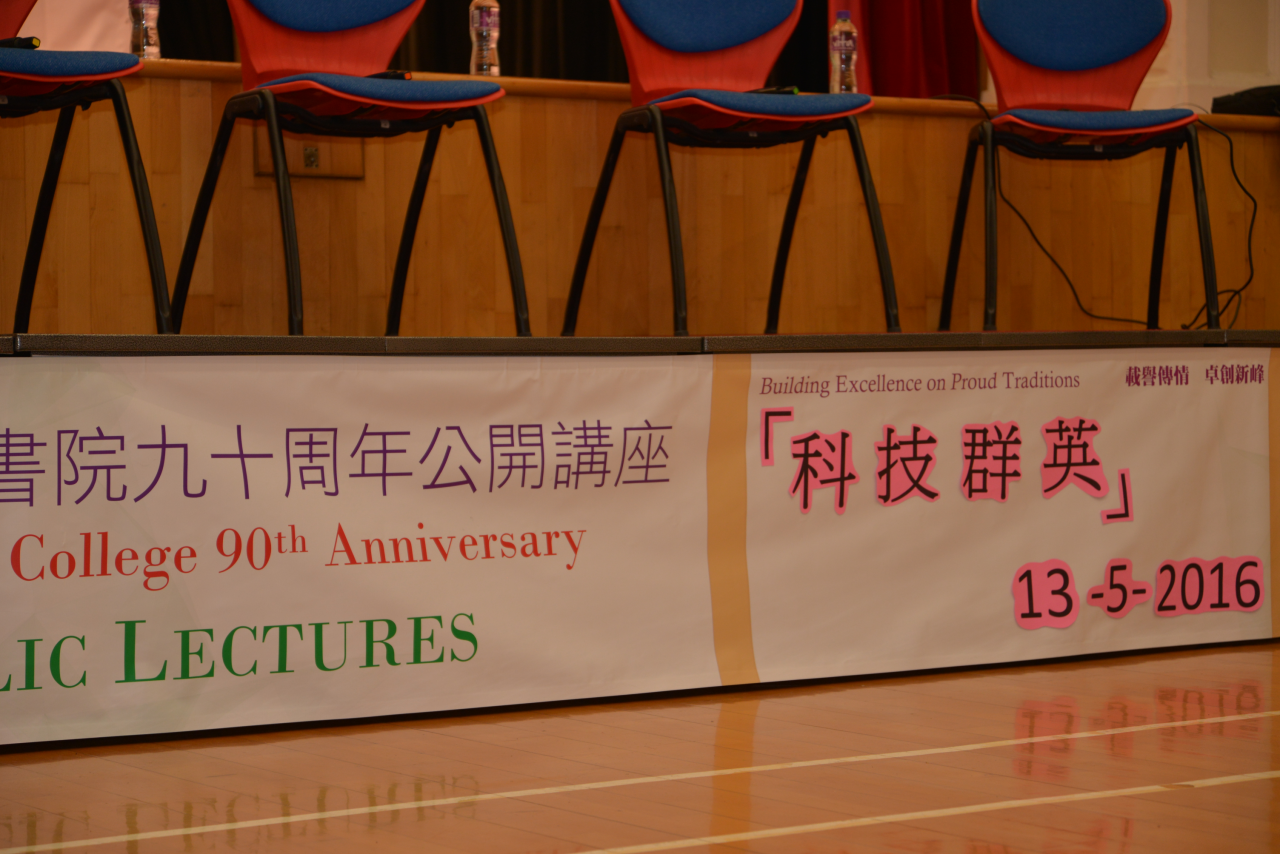 書院九十周年公開講座
College 90th Anniversary
LIC LECTURES
Building Excellence on Proud Traditions
載譽傳情 卓創新峰
「科技群英」
13-5-2016